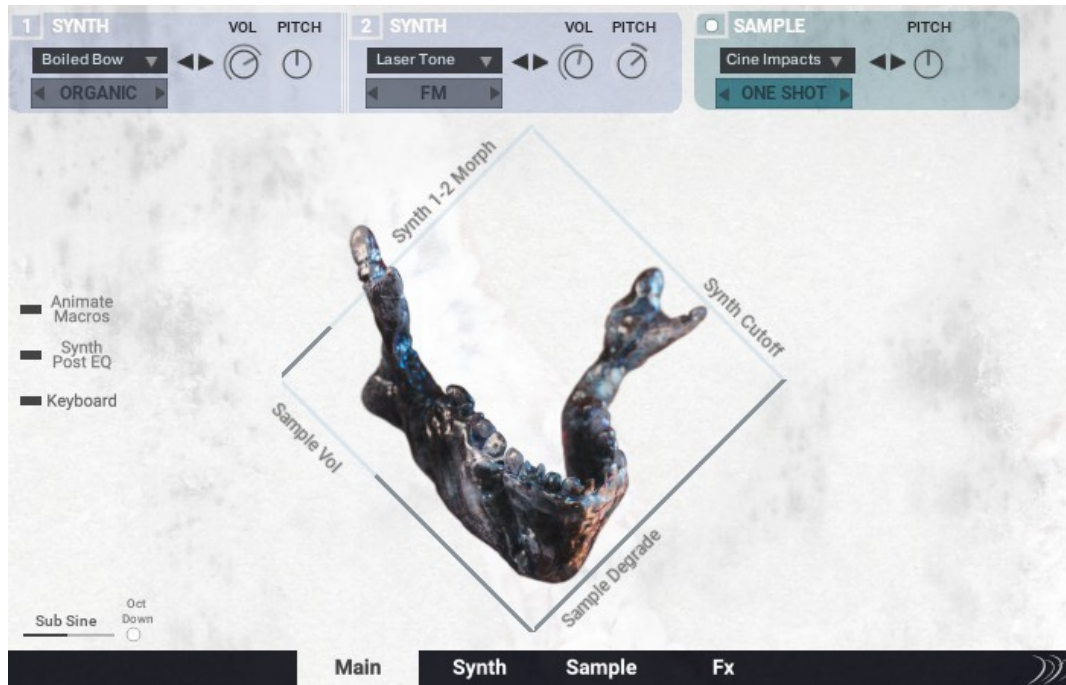 1 SYNTH VOL PITCH
Boiled Bow
ORGANIC
2 SYNTH VOL PITCH
Laser Tone
FM
SAMPLE PITCH
Cine Impacts
ONE SHOT
Synth 1-2 Morph
Synth Cutoff
Animate
Macros
Synth
Post EQ
Keyboard
Sample Vol
Sample Degrade
Sub Sine
Oct
Down
Main Synth Sample Fx